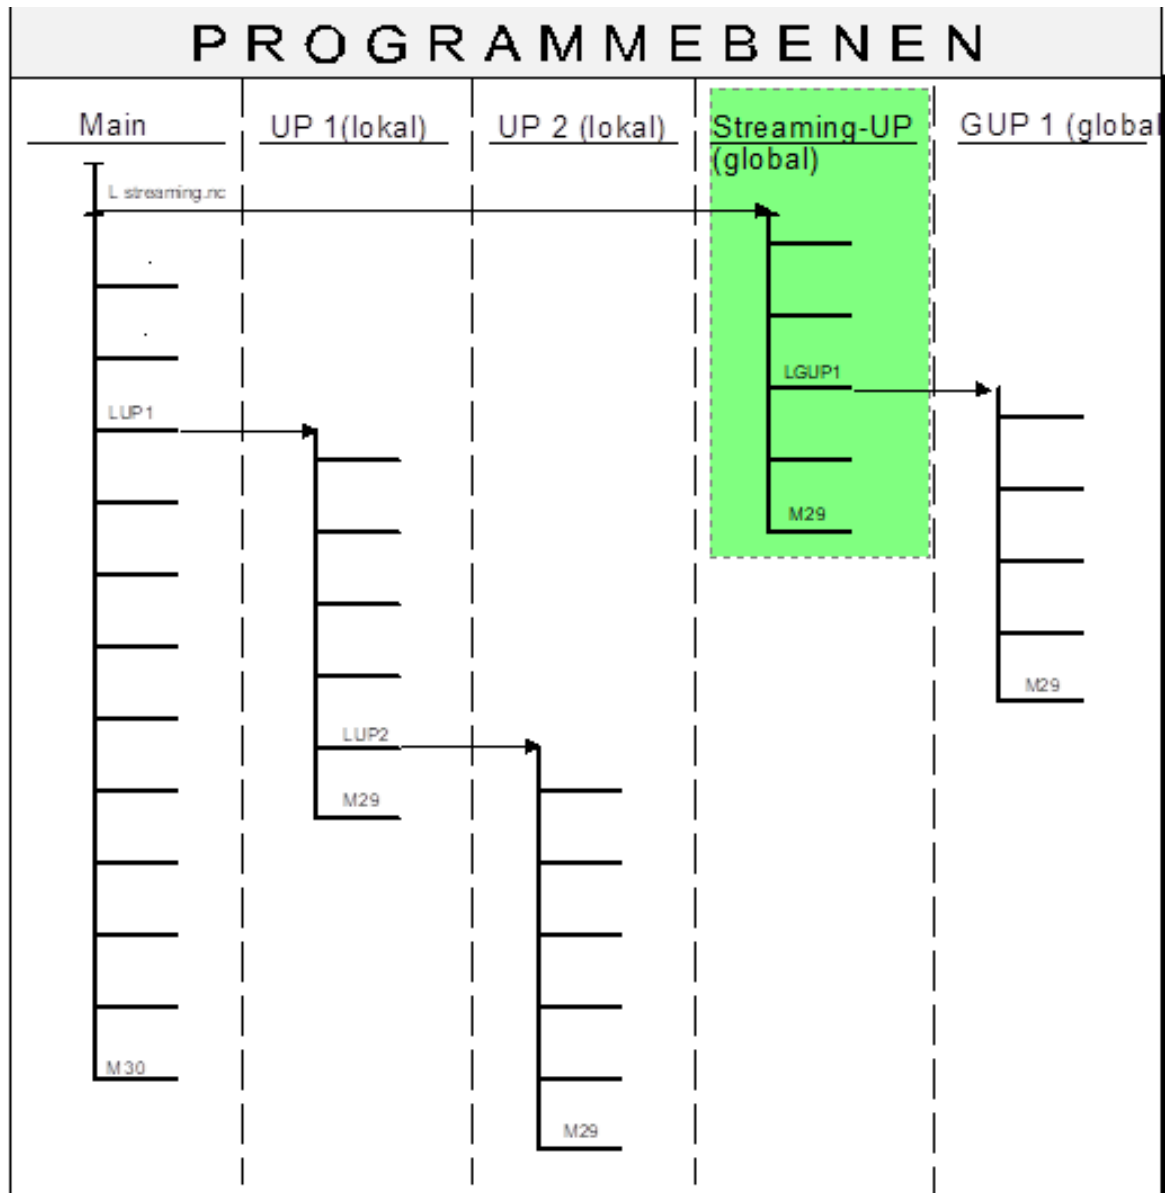 PROGRAMMEBENEN
Main
UP 1(lokal)
UP 2 (lokal)
Streaming-UP
(global)
GUP 1 (global
L streaming.nc
LGUP1
LUP1
M29
M29
LUP2
M29
M30
M29